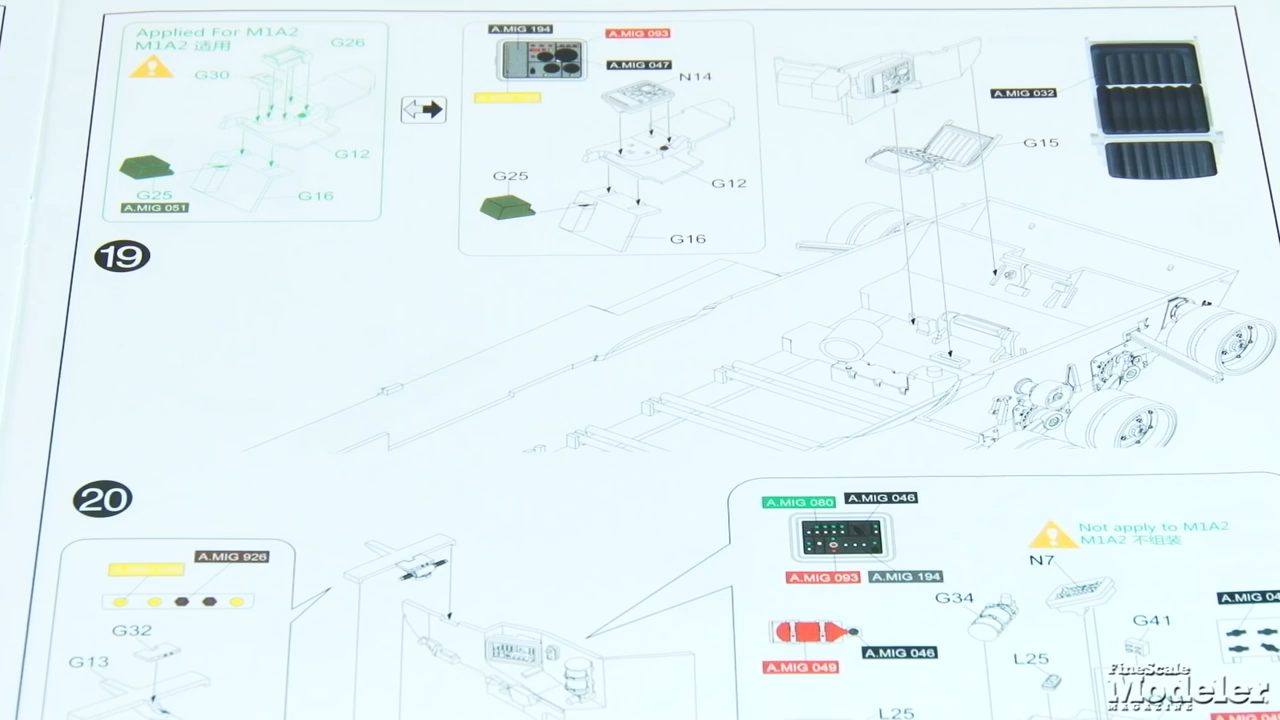 Applied For M1A2
M1A2 适用
G26
G30
G12
G25
A.MIG 051
G16
A.MIG 194
A.MIG 093
A.MIG 047
N14
G12
G25
G16
A.MIG 032
G15
19
20
A.MIG 926
G32
G13
A.MIG 080
A.MIG 046
A.MIG 093
A.MIG 194
A.MIG 049
A.MIG 046
Not apply to M1A2
M1A2 不组装
N7
G34
G41
L25
L25
FineScale
Modeler
MAGAZINE